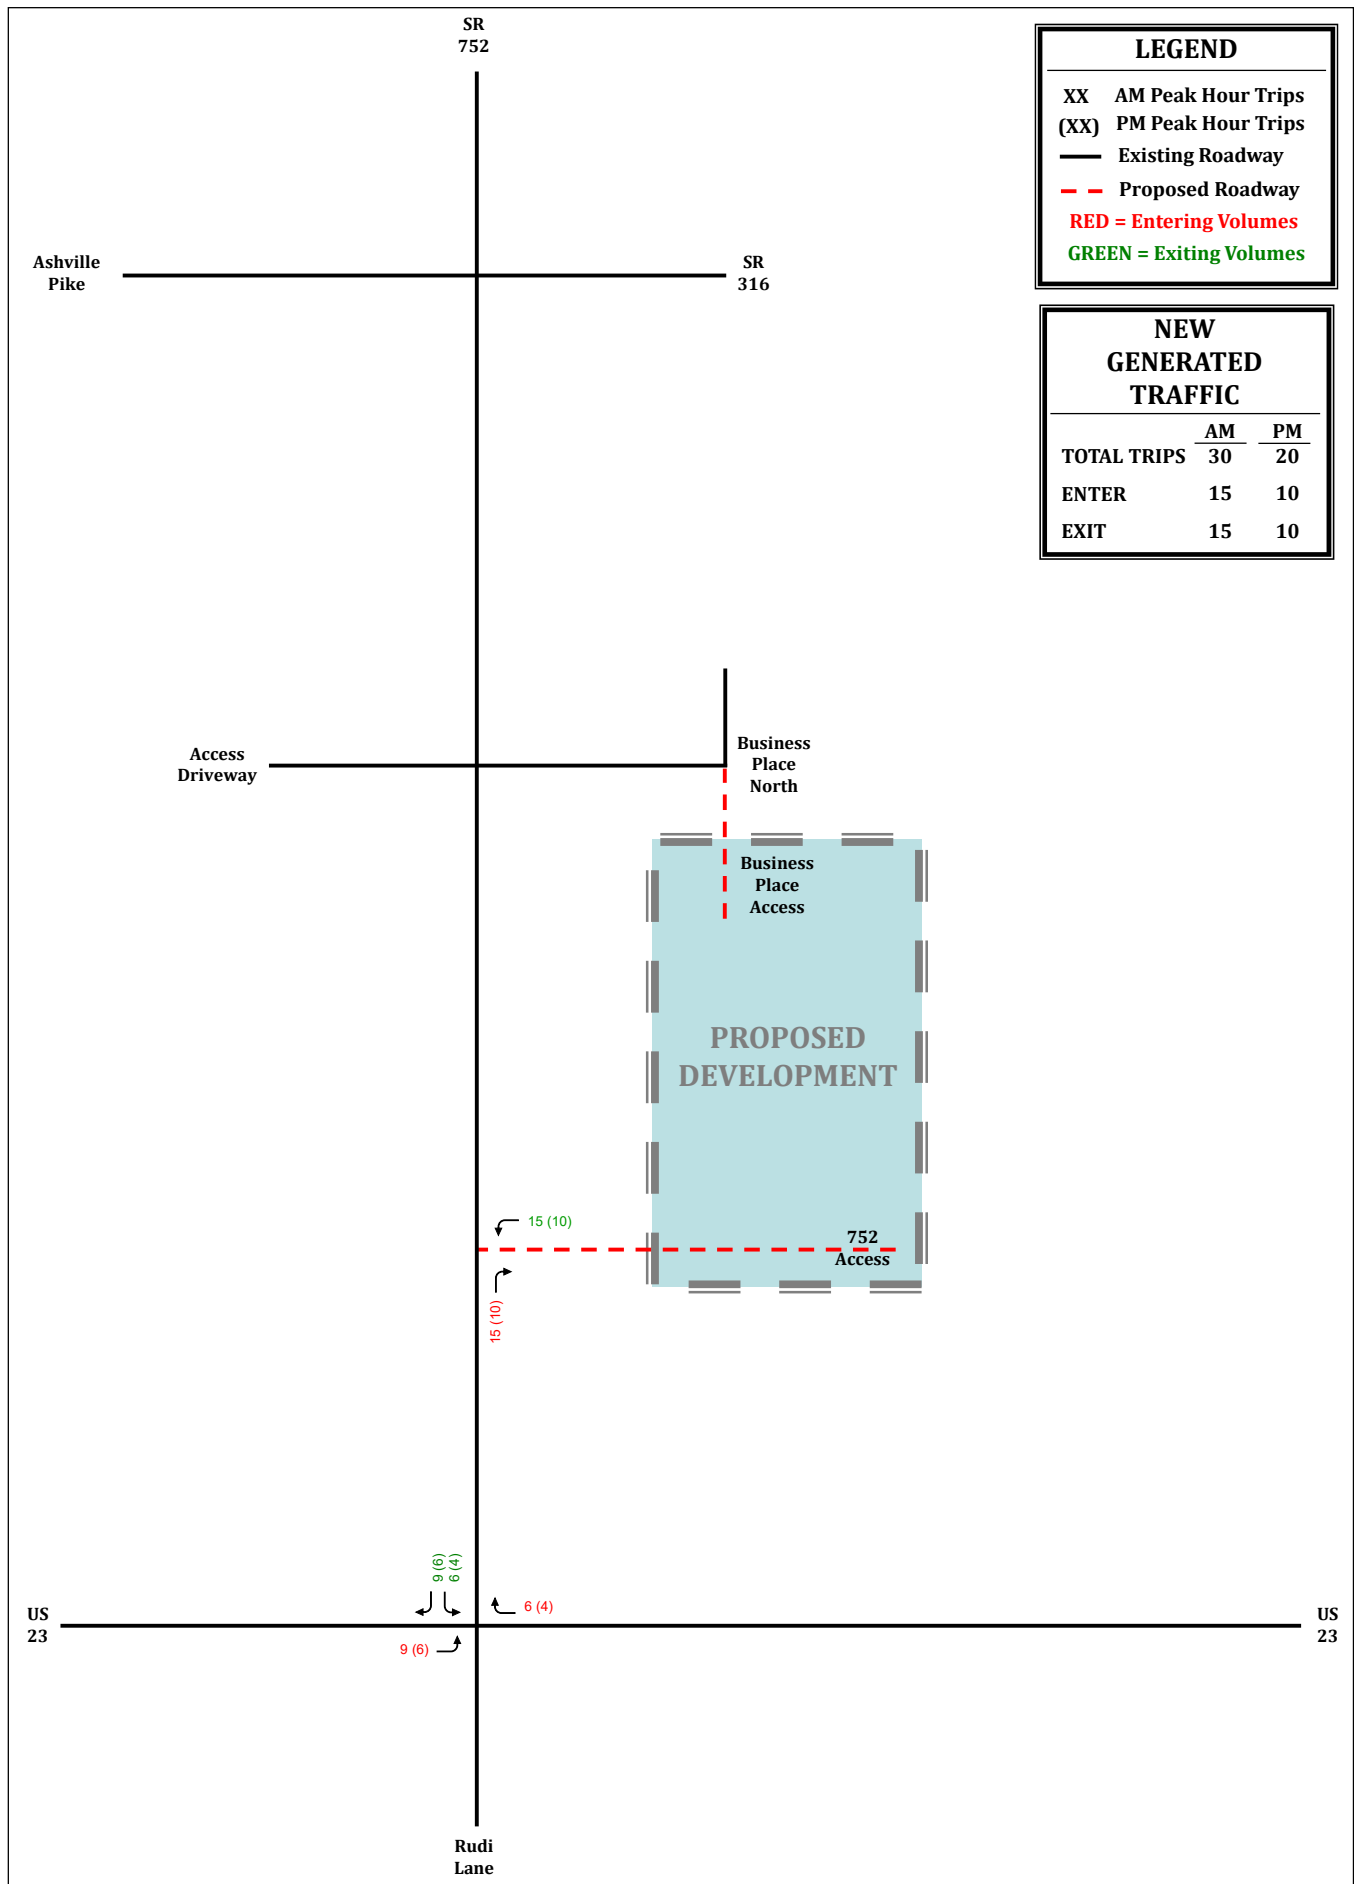 SR
752
LEGEND
XX AM Peak Hour Trips
(XX) PM Peak Hour Trips
Existing Roadway
Proposed Roadway
RED = Entering Volumes
GREEN = Exiting Volumes
Ashville
Pike
SR
316
NEW
GENERATED
TRAFFIC
AM PM
TOTAL TRIPS 30 20
ENTER 15 10
EXIT 15 10
Access
Driveway
Business
Place
North
Business
Place
Access
PROPOSED
DEVELOPMENT
15 (10)
752
Access
15 (10)
9 (6)
6 (4)
6 (4)
US
23
US
23
9 (6)
Rudi
Lane